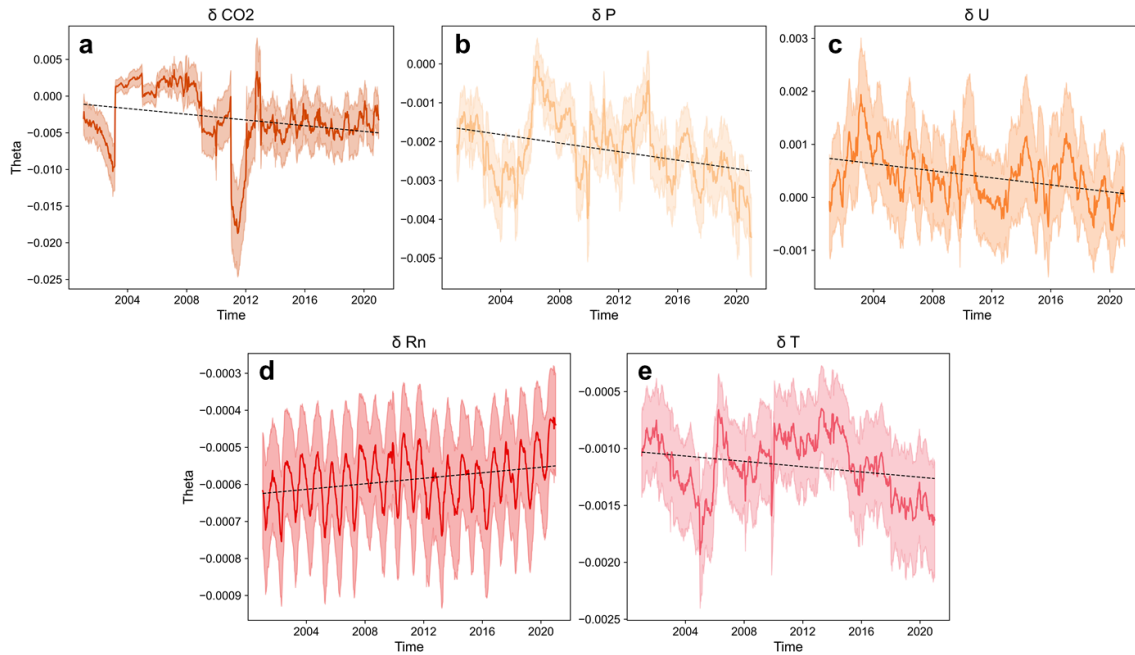 δ CO2
a
0.005
0.000
−0.005
−0.010
−0.015
−0.020
−0.025
Theta
2004 2008 2012 2016 2020
Time
δ P
b
0.000
−0.001
−0.002
−0.003
−0.004
−0.005
2004 2008 2012 2016 2020
Time
δ U
c
0.003
0.002
0.001
0.000
−0.001
2004 2008 2012 2016 2020
Time
δ Rn
d
−0.0003
−0.0004
−0.0005
−0.0006
−0.0007
−0.0008
−0.0009
Theta
2004 2008 2012 2016 2020
Time
δ T
e
−0.0005
−0.0010
−0.0015
−0.0020
−0.0025
2004 2008 2012 2016 2020
Time